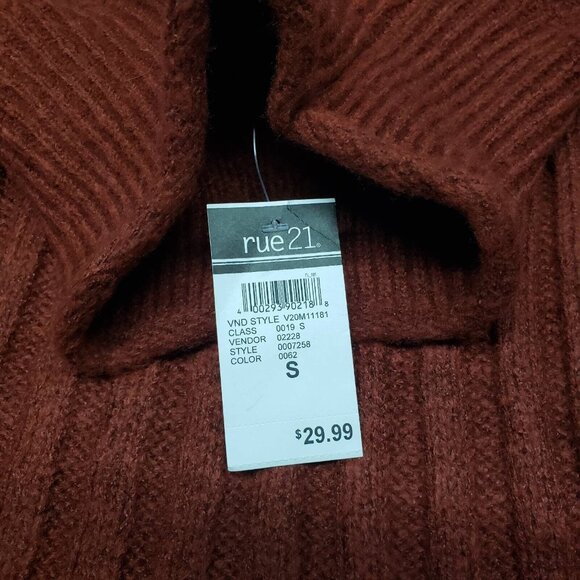 rue21®
4 00293 90218 8
VND STYLE V20M11181
CLASS 0019 S
VENDOR 02228
STYLE 0007258
COLOR 0062
S
$29.99